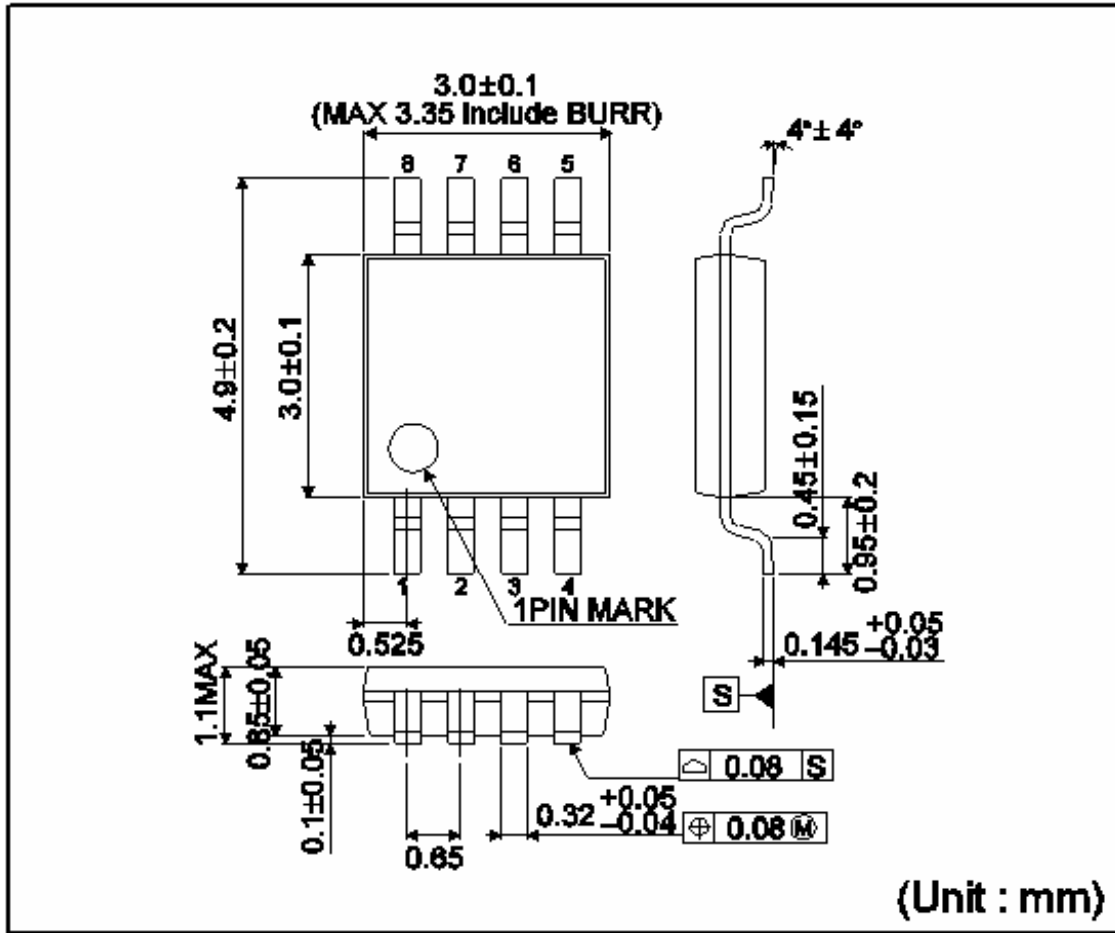 3.0±0.1
(MAX 3.35 include BURR)
4°±4°
8 7 6 5
4.9±0.2
3.0±0.1
0.45±0.15
0.95±0.2
1 2 3 4
1PIN MARK
0.525
0.145 +0.05 −0.03
S
1.1MAX
0.85±0.05
0.1±0.05
0.08 S
0.32 +0.05 −0.04
0.08 Ⓜ
0.65
(Unit : mm)